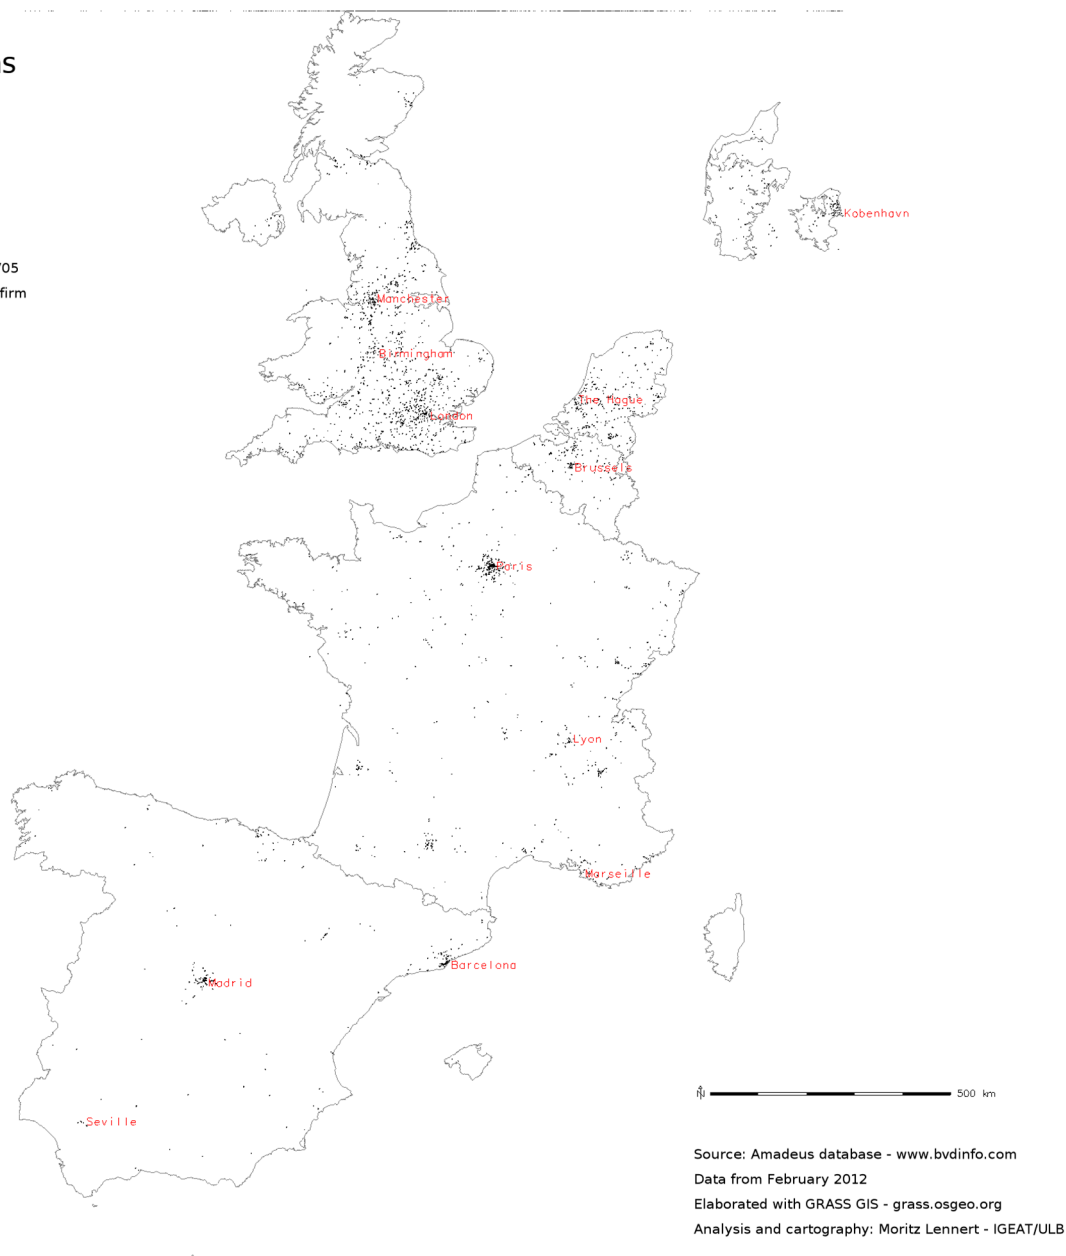 s
/05
firm
København
Manchester
Birmingham
The Hague
London
Brussels
Paris
Lyon
Marseille
Barcelona
Madrid
N
500 km
Seville
Source: Amadeus database - www.bvdinfo.com
Data from February 2012
Elaborated with GRASS GIS - grass.osgeo.org
Analysis and cartography: Moritz Lennert - IGEAT/ULB